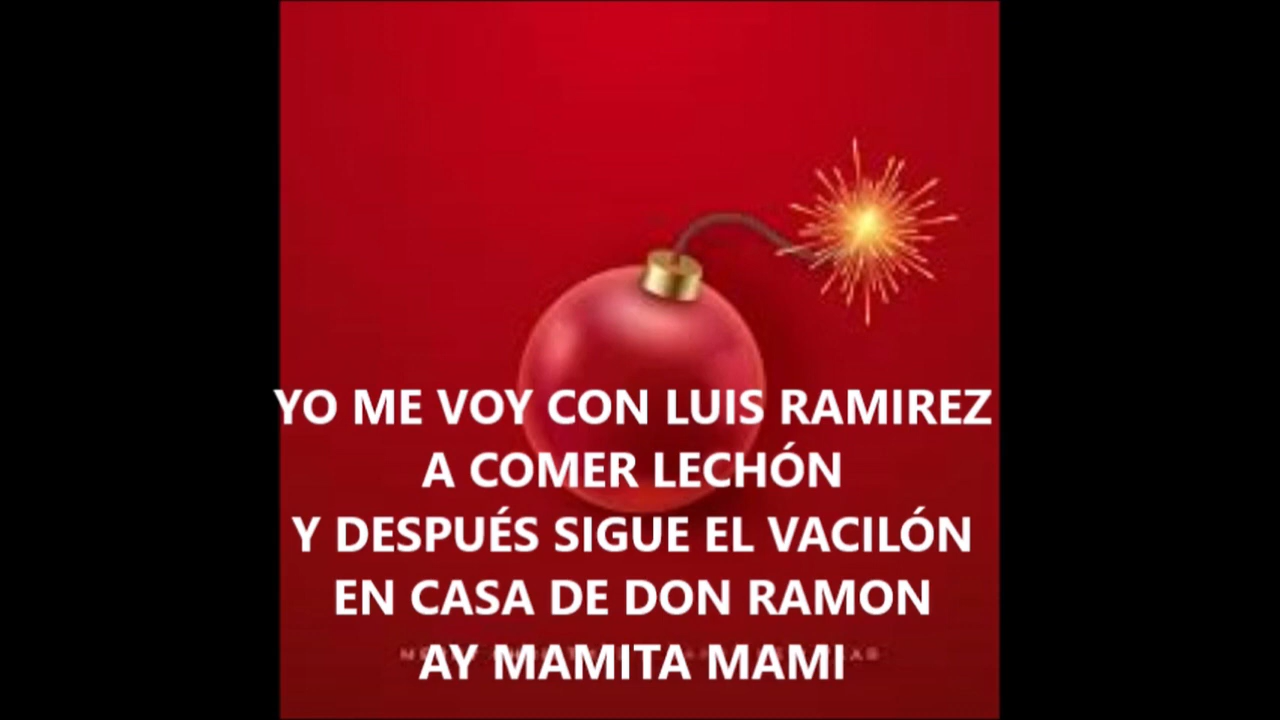 YO ME VOY CON LUIS RAMIREZ
A COMER LECHÓN
Y DESPUÉS SIGUE EL VACILÓN
EN CASA DE DON RAMON
AY MAMITA MAMI